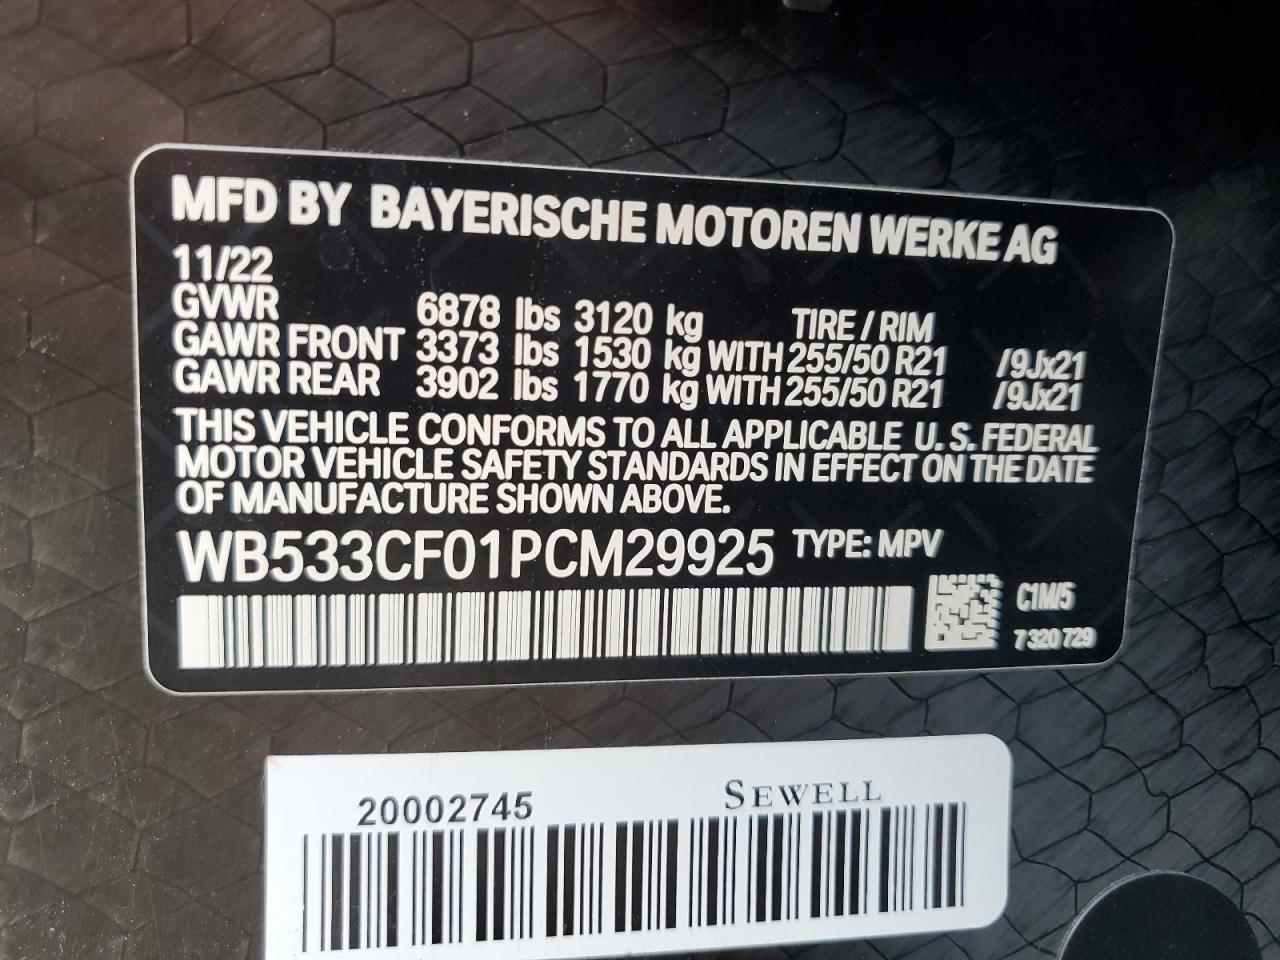 MFD BY BAYERISCHE MOTOREN WERKE AG
11/22
GVWR 6878 lbs 3120 kg TIRE / RIM
GAWR FRONT 3373 lbs 1530 kg WITH 255/50 R21 /9Jx21
GAWR REAR 3902 lbs 1770 kg WITH 255/50 R21 /9Jx21
THIS VEHICLE CONFORMS TO ALL APPLICABLE U. S. FEDERAL
MOTOR VEHICLE SAFETY STANDARDS IN EFFECT ON THE DATE
OF MANUFACTURE SHOWN ABOVE.
WB533CF01PCM29925 TYPE: MPV
C1M/5
7 320 729
20002745 SEWELL